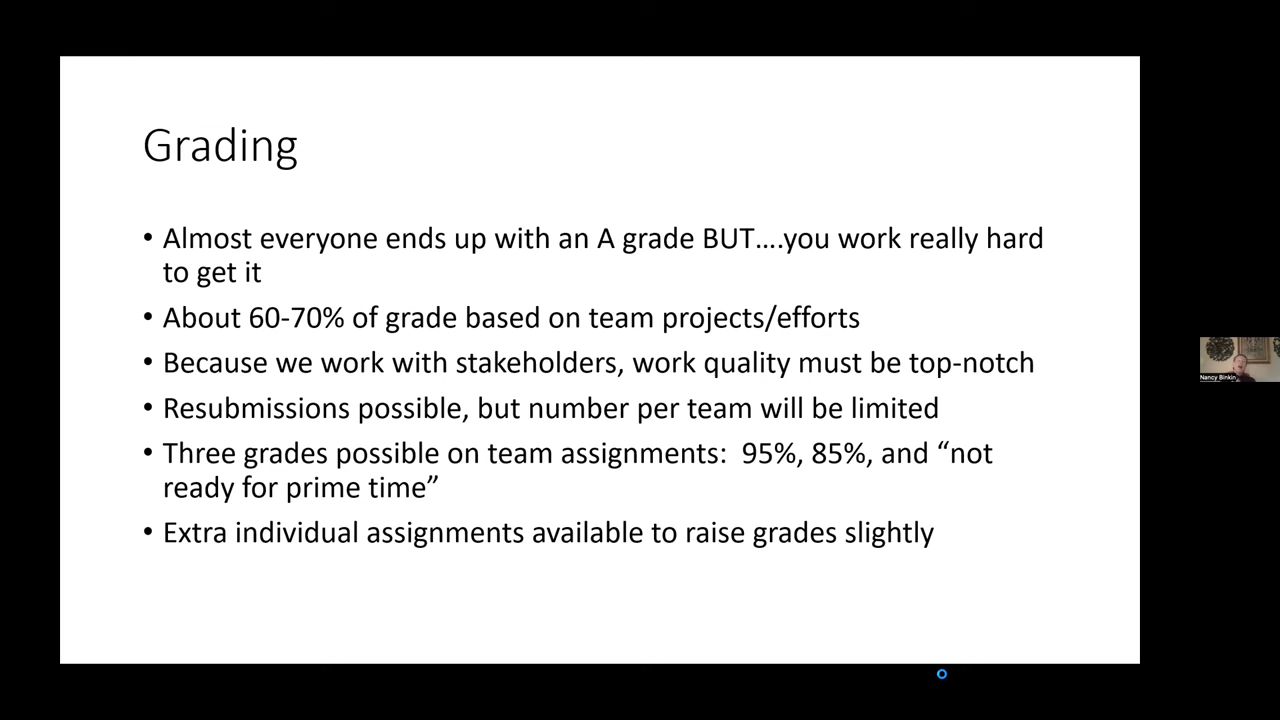 Grading
• Almost everyone ends up with an A grade BUT....you work really hard
to get it
• About 60-70% of grade based on team projects/efforts
• Because we work with stakeholders, work quality must be top-notch
• Resubmissions possible, but number per team will be limited
• Three grades possible on team assignments:  95%, 85%, and “not
ready for prime time”
• Extra individual assignments available to raise grades slightly
Nancy Binkin